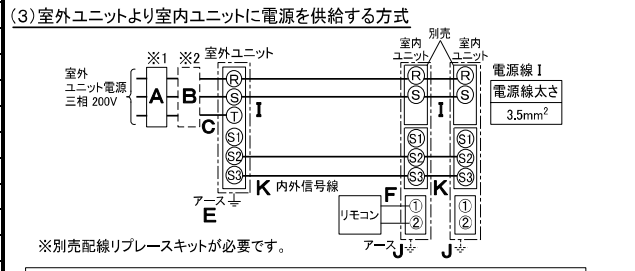 (3)室外ユニットより室内ユニットに電源を供給する方式
別売
※1 ※2 室外ユニット
室内
ユニット
室内
ユニット
室外
ユニット電源
三相 200V
A
B
C
R
S
T
S1
S2
S3
I
R
S
S1
S2
S3
①
②
I
R
S
S1
S2
S3
①
②
電源線 I
電源線太さ
3.5mm²
K 内外信号線
K
アース
E
F
リモコン
アース J
J
※別売配線リプレースキットが必要です。